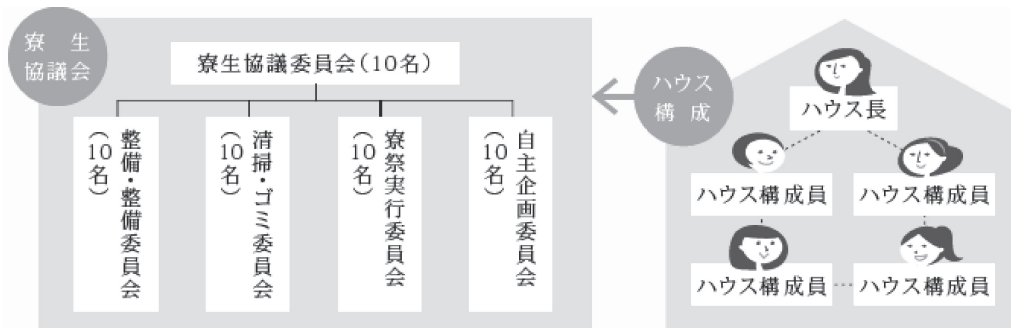 寮生
協議会
寮生協議委員会(10名)
整備・整備委員会
(10名)
清掃・ゴミ委員会
(10名)
寮祭実行委員会
(10名)
自主企画委員会
(10名)
ハウス
構成
ハウス長
ハウス構成員
ハウス構成員
ハウス構成員
ハウス構成員